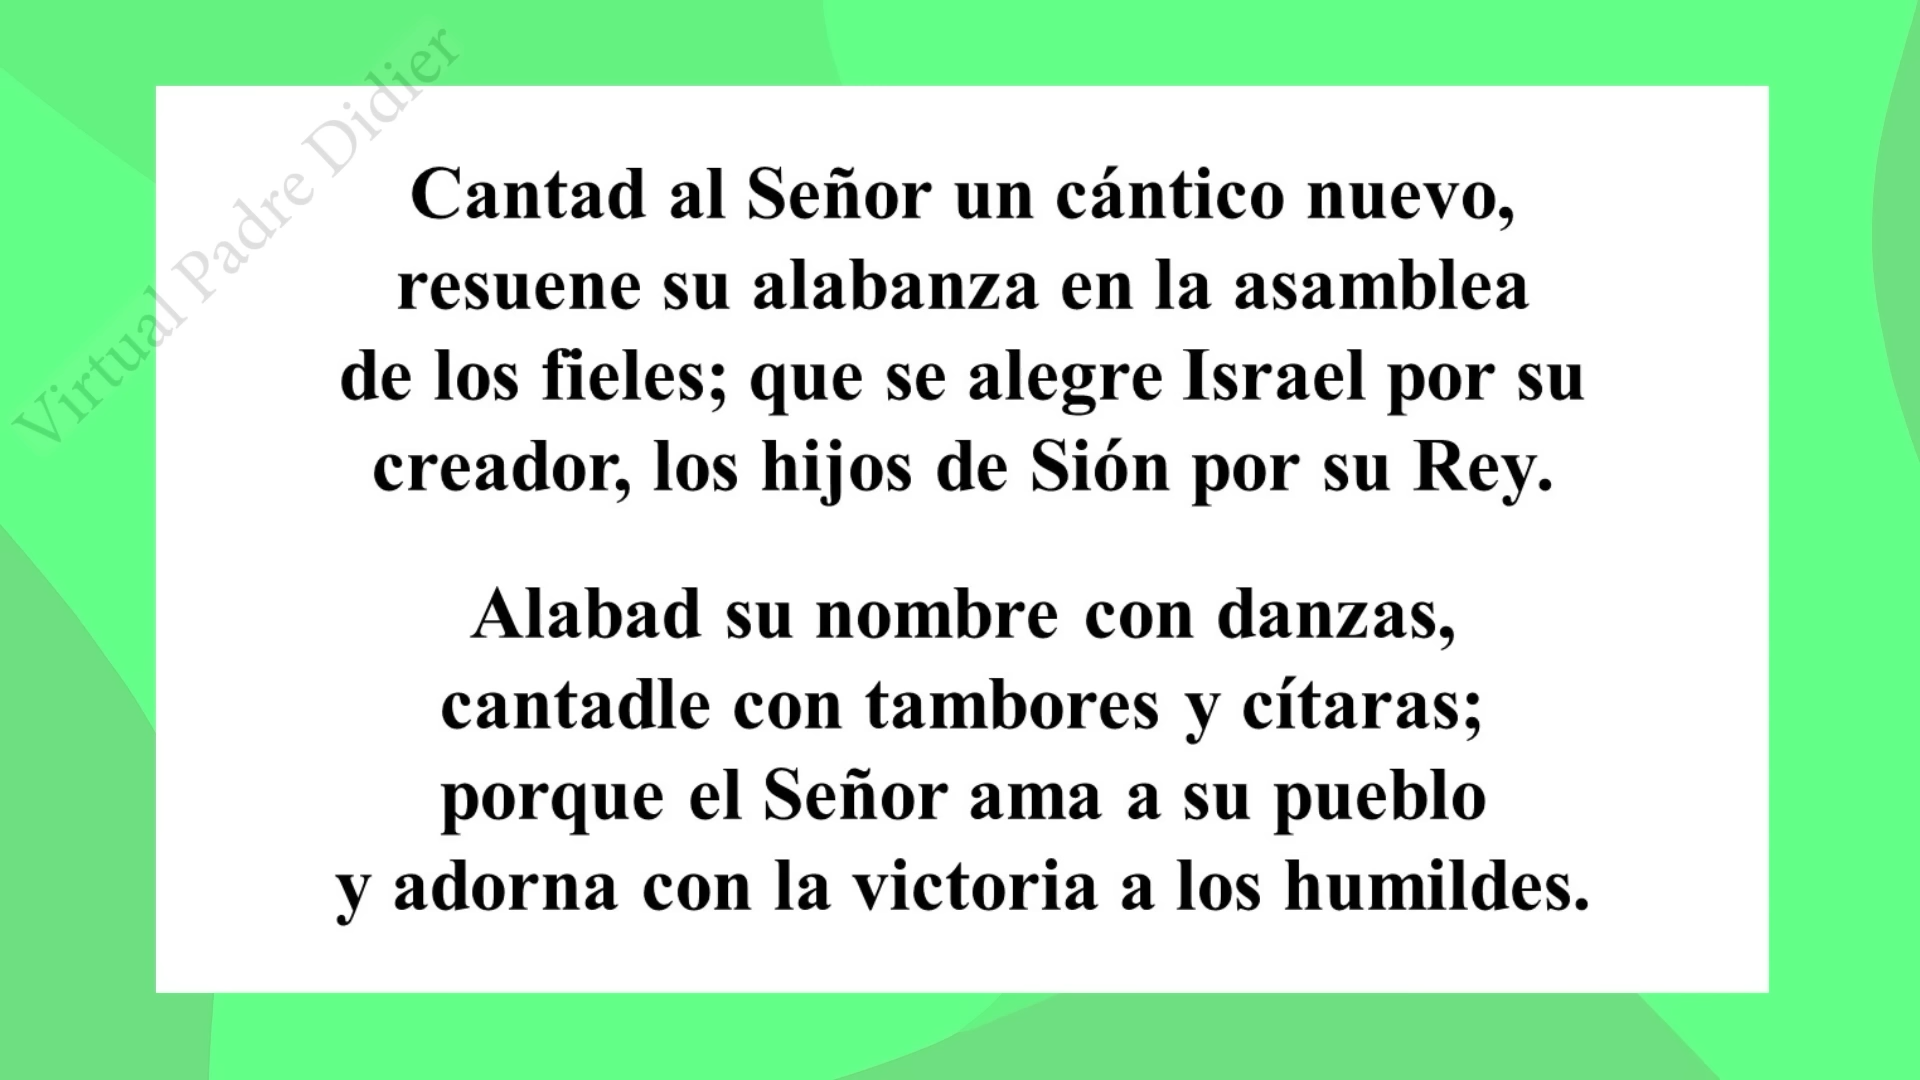 Virtual Padre Didier
Cantad al Señor un cántico nuevo,
resuene su alabanza en la asamblea
de los fieles; que se alegre Israel por su
creador, los hijos de Sión por su Rey.
Alabad su nombre con danzas,
cantadle con tambores y cítaras;
porque el Señor ama a su pueblo
y adorna con la victoria a los humildes.